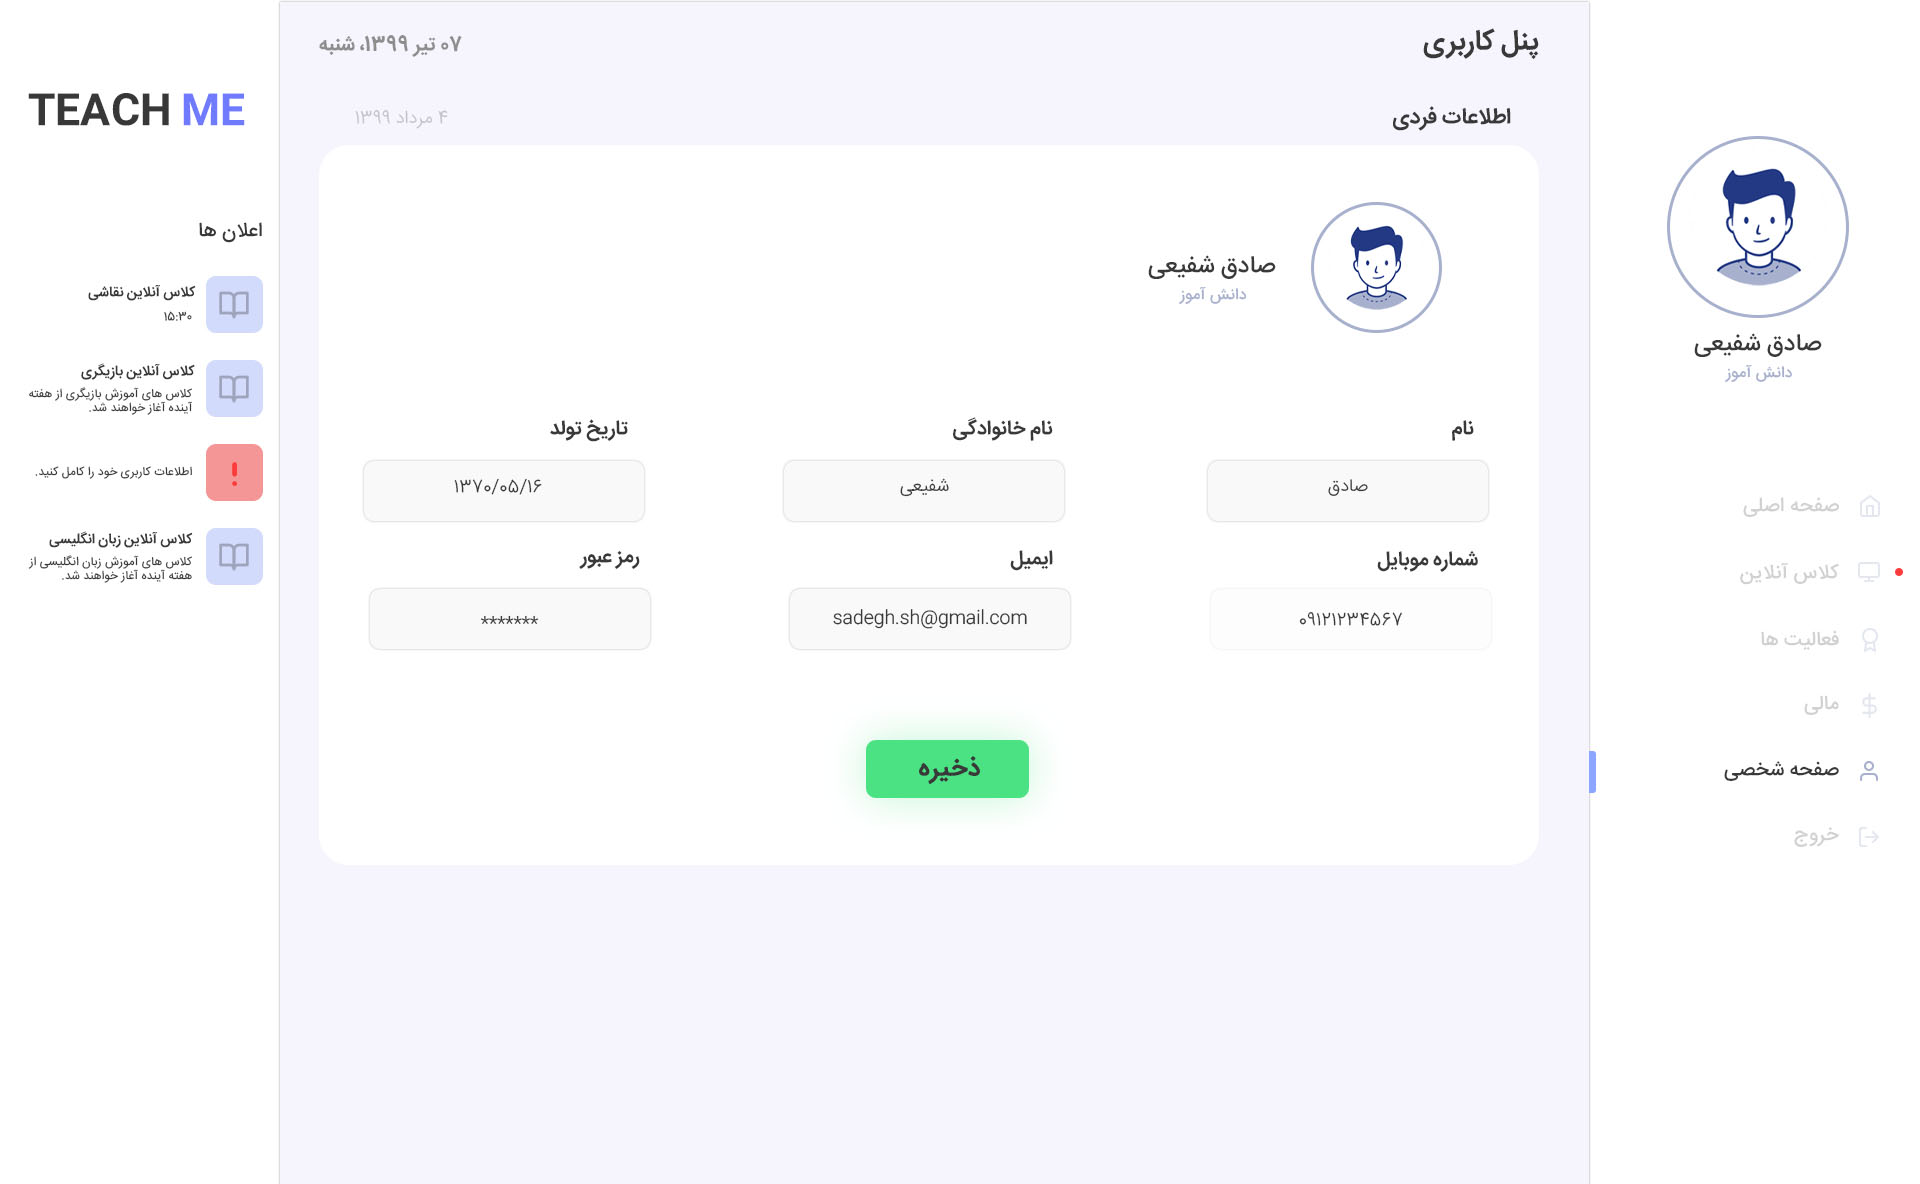 پنل کاربری
۰۷ تیر ۱۳۹۹، شنبه
TEACH ME
اطلاعات فردی
۴ مرداد ۱۳۹۹
صادق شفیعی
دانش آموز
صفحه اصلی
کلاس آنلاین
فعالیت ها
مالی
صفحه شخصی
خروج
صادق شفیعی
دانش آموز
نام
نام خانوادگی
تاریخ تولد
صادق
شفیعی
۱۳۷۰/۰۵/۱۶
شماره موبایل
ایمیل
رمز عبور
۰۹۱۲۱۲۳۴۵۶۷
sadegh.sh@gmail.com
*******
ذخیره
اعلان ها
کلاس آنلاین نقاشی
۱۵:۳۰
کلاس آنلاین بازیگری
کلاس های آموزش بازیگری از هفته
آینده آغاز خواهند شد.
اطلاعات کاربری خود را کامل کنید.
کلاس آنلاین زبان انگلیسی
کلاس های آموزش زبان انگلیسی از
هفته آینده آغاز خواهند شد.